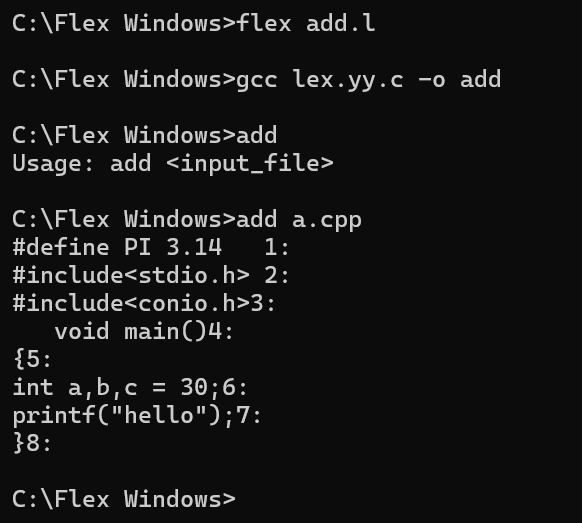 C:\Flex Windows>flex add.l
C:\Flex Windows>gcc lex.yy.c -o add
C:\Flex Windows>add
Usage: add <input_file>
C:\Flex Windows>add a.cpp
#define PI 3.14   1:
#include<stdio.h> 2:
#include<conio.h>3:
   void main()4:
{5:
int a,b,c = 30;6:
printf("hello");7:
}8:
C:\Flex Windows>